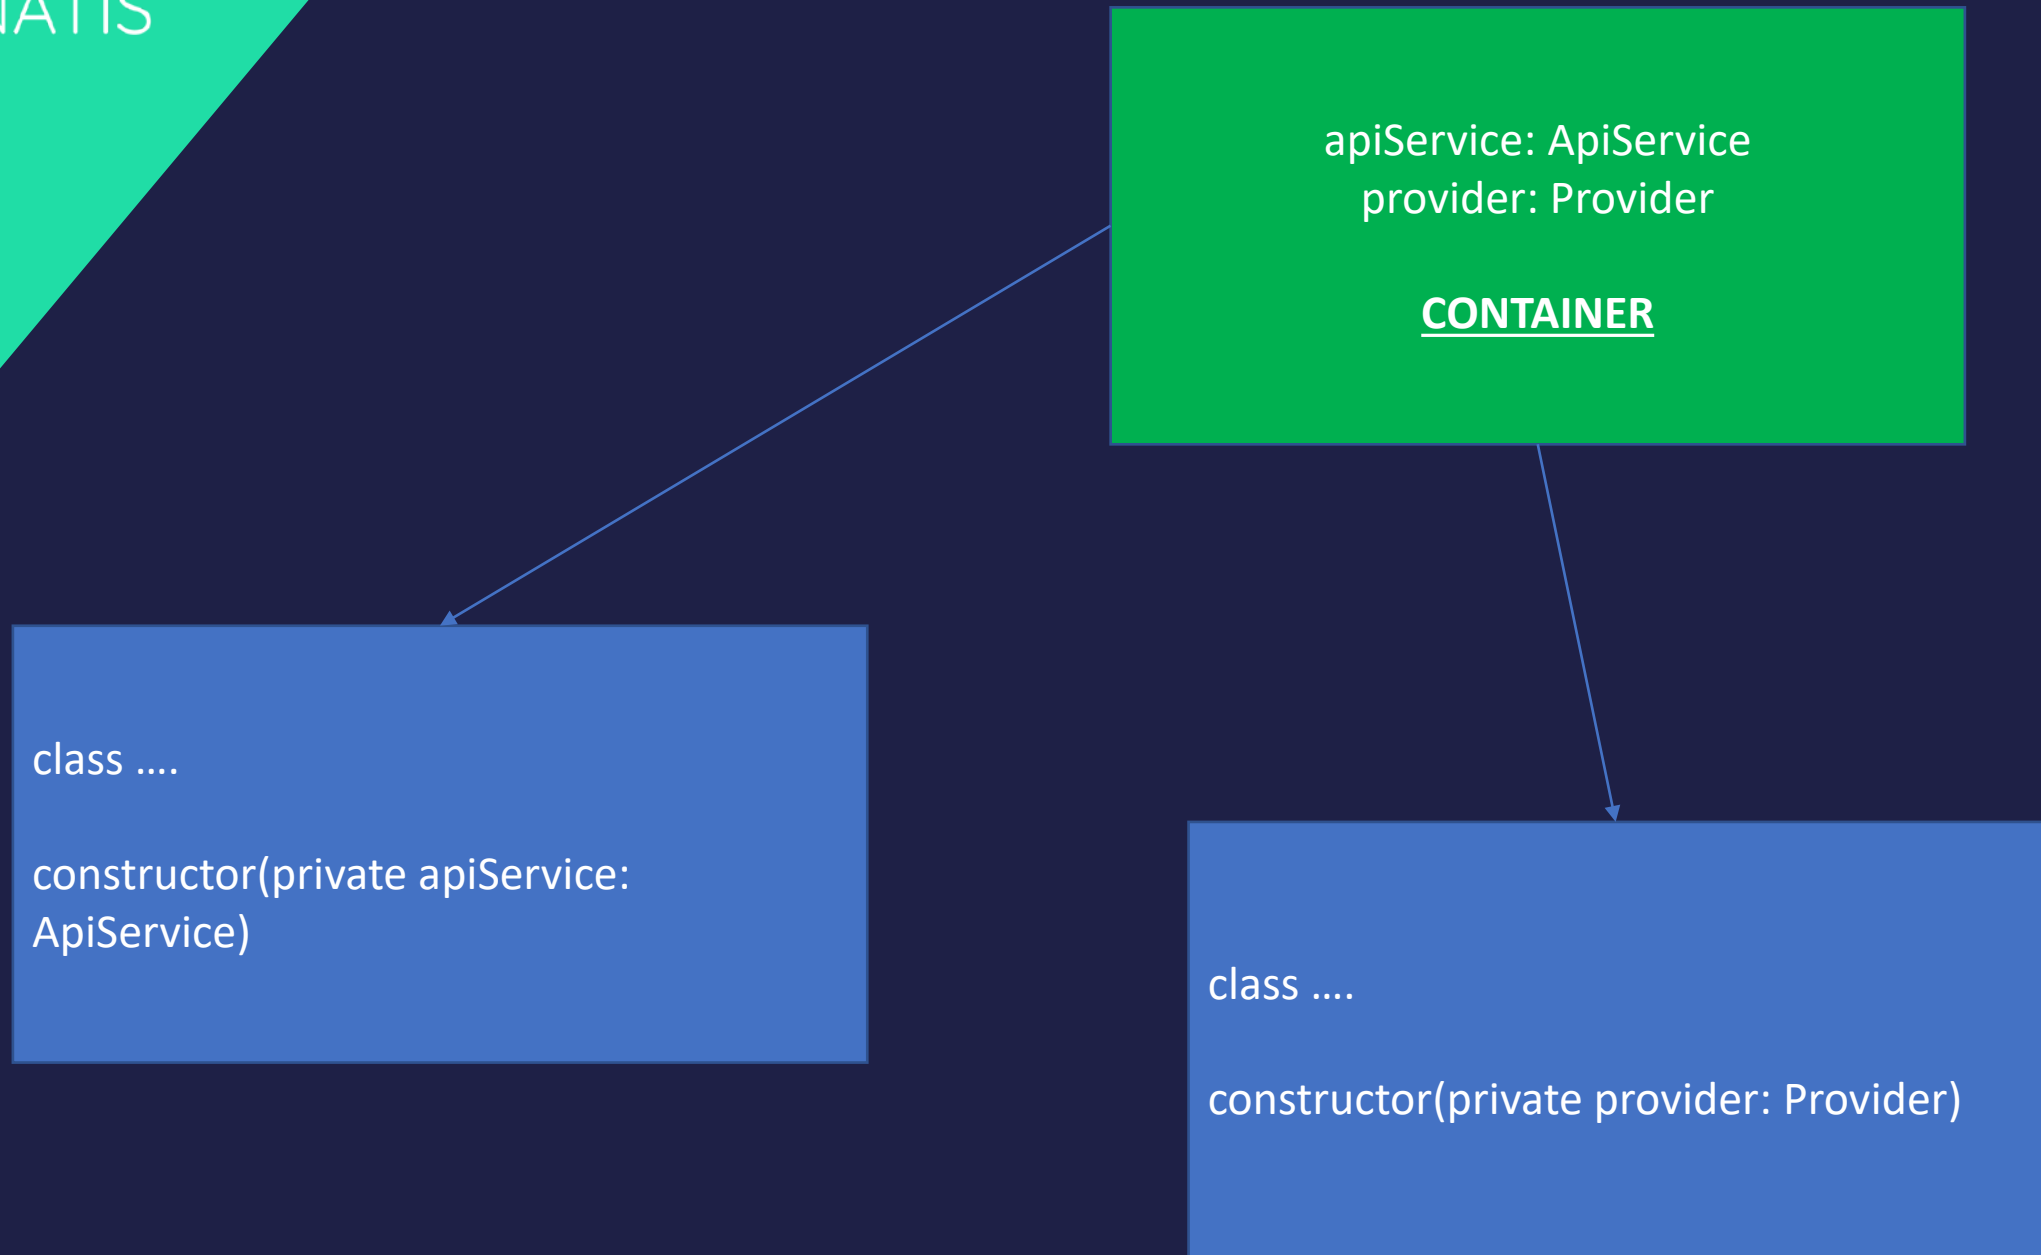 apiService: ApiService
provider: Provider
CONTAINER
class ....
constructor(private apiService:
ApiService)
class ....
constructor(private provider: Provider)